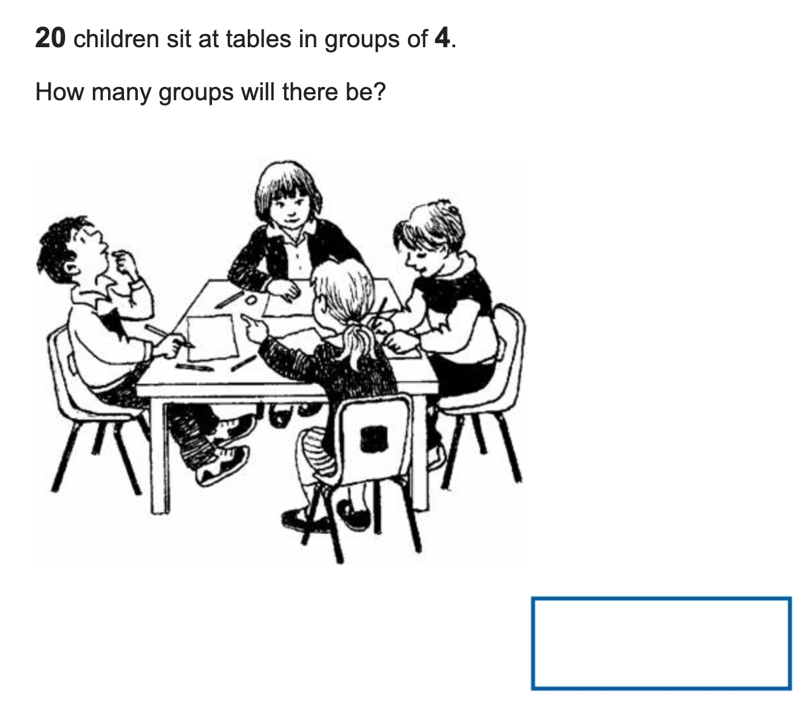 20 children sit at tables in groups of 4.
How many groups will there be?